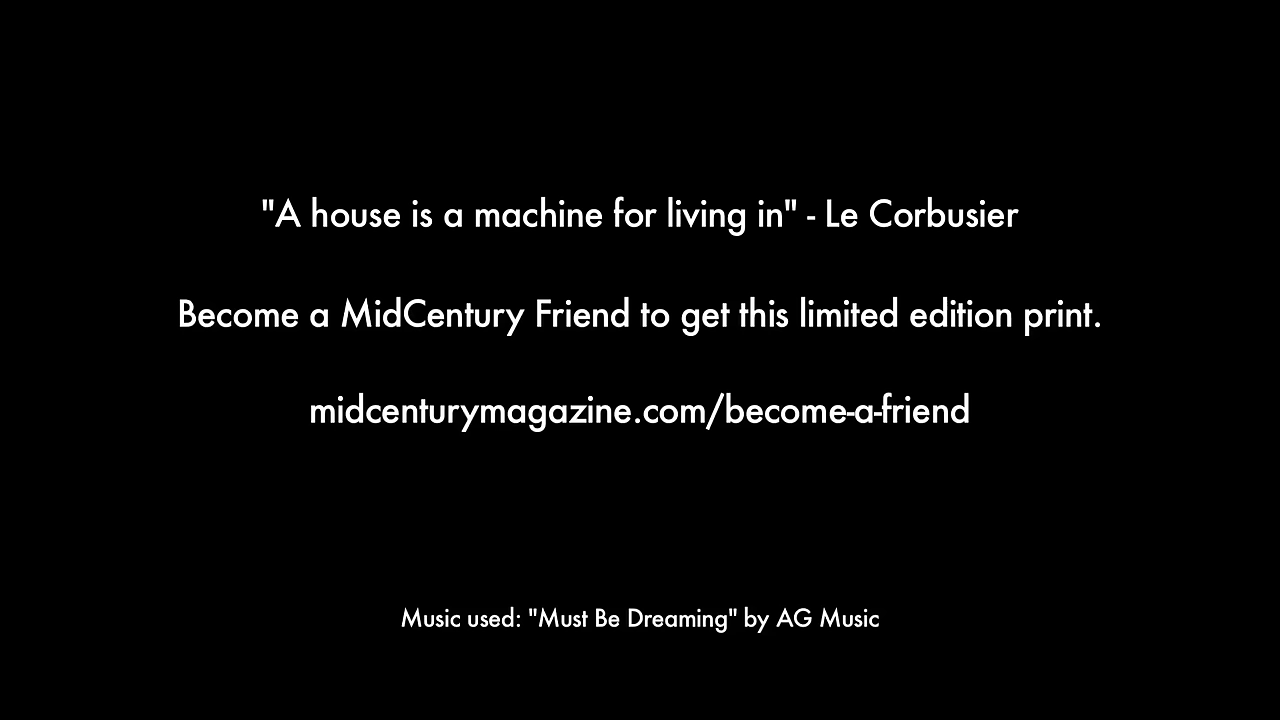 "A house is a machine for living in" - Le Corbusier
Become a MidCentury Friend to get this limited edition print.
midcenturymagazine.com/become-a-friend
Music used: "Must Be Dreaming" by AG Music